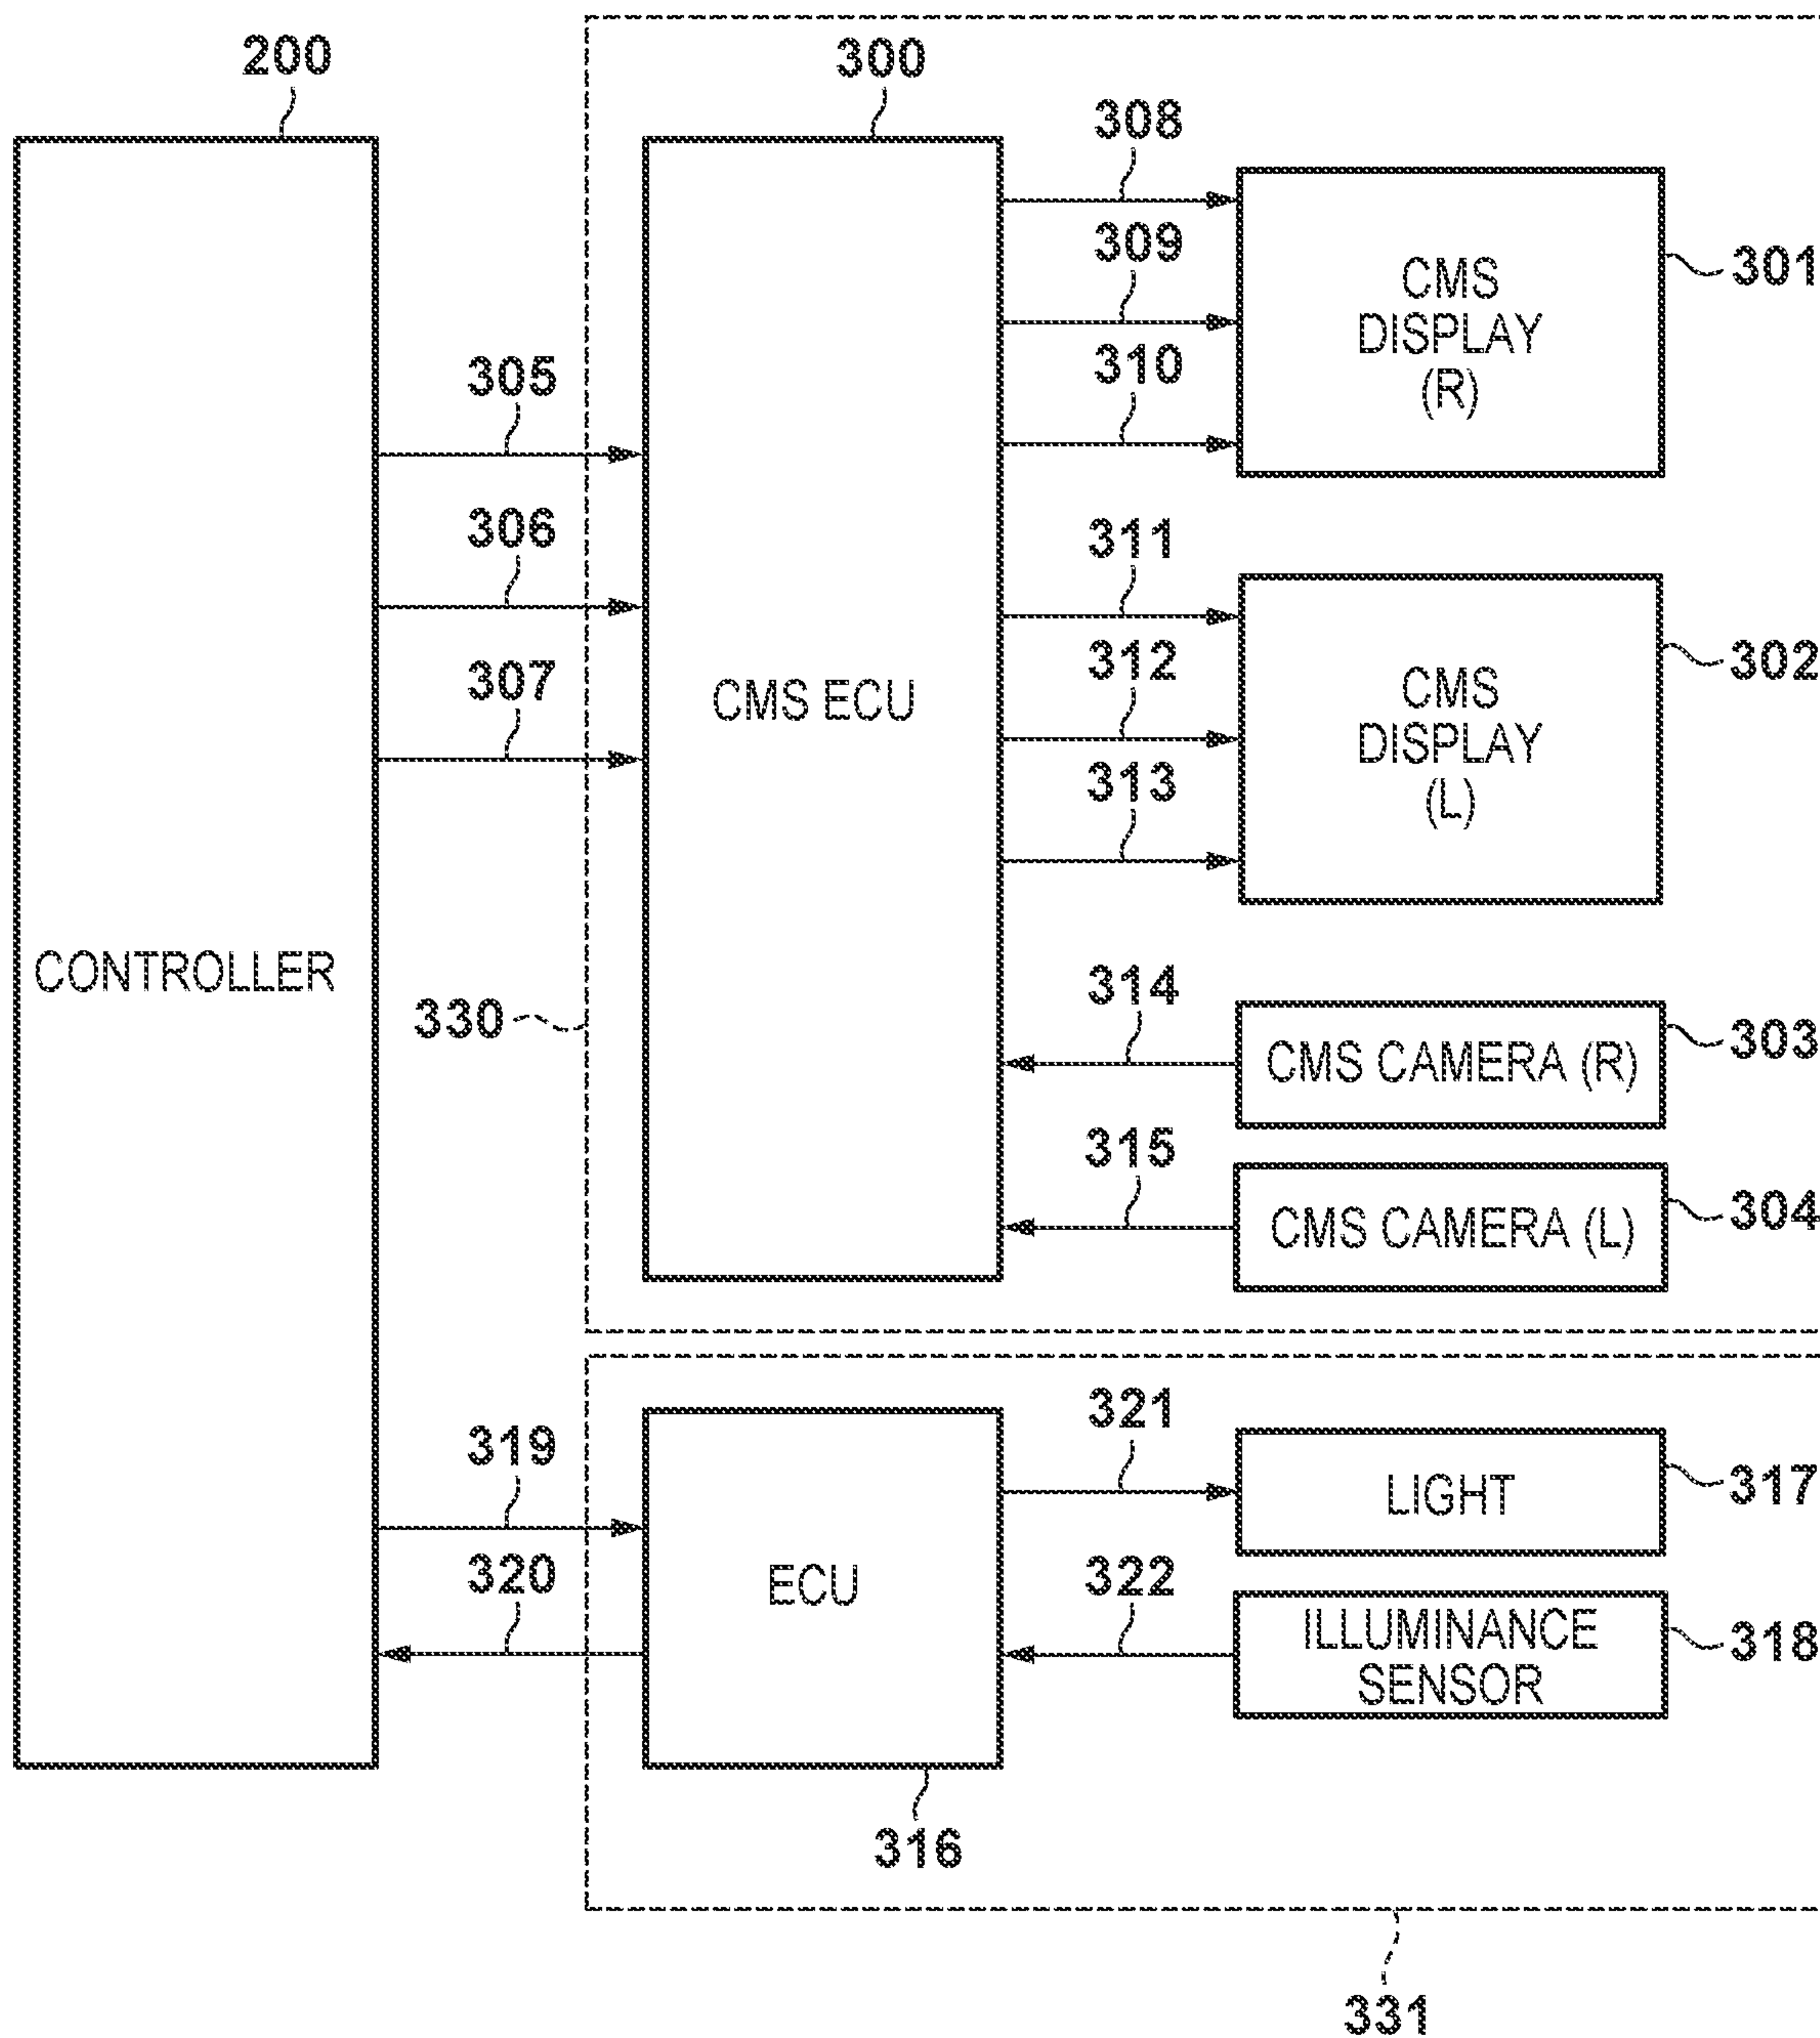 200
300
308
309
310
CMS
DISPLAY
(R)
301
305
306
307
311
312
313
CMS ECU
CMS
DISPLAY
(L)
302
CONTROLLER
330
314
CMS CAMERA (R)
303
315
CMS CAMERA (L)
304
319
320
ECU
316
321
LIGHT
317
322
ILLUMINANCE
SENSOR
318
331